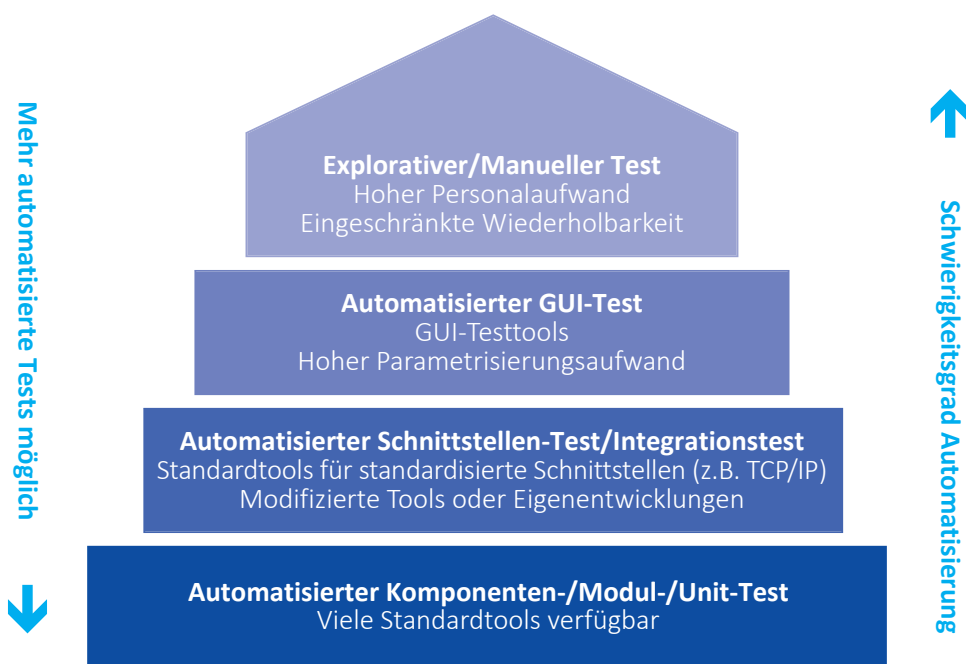 Mehr automatisierte Tests möglich
Explorativer/Manueller Test
Hoher Personalaufwand
Eingeschränkte Wiederholbarkeit
Automatisierter GUI-Test
GUI-Testtools
Hoher Parametrisierungsaufwand
Automatisierter Schnittstellen-Test/Integrationstest
Standardtools für standardisierte Schnittstellen (z.B. TCP/IP)
Modifizierte Tools oder Eigenentwicklungen
Automatisierter Komponenten-/Modul-/Unit-Test
Viele Standardtools verfügbar
Schwierigkeitsgrad Automatisierung